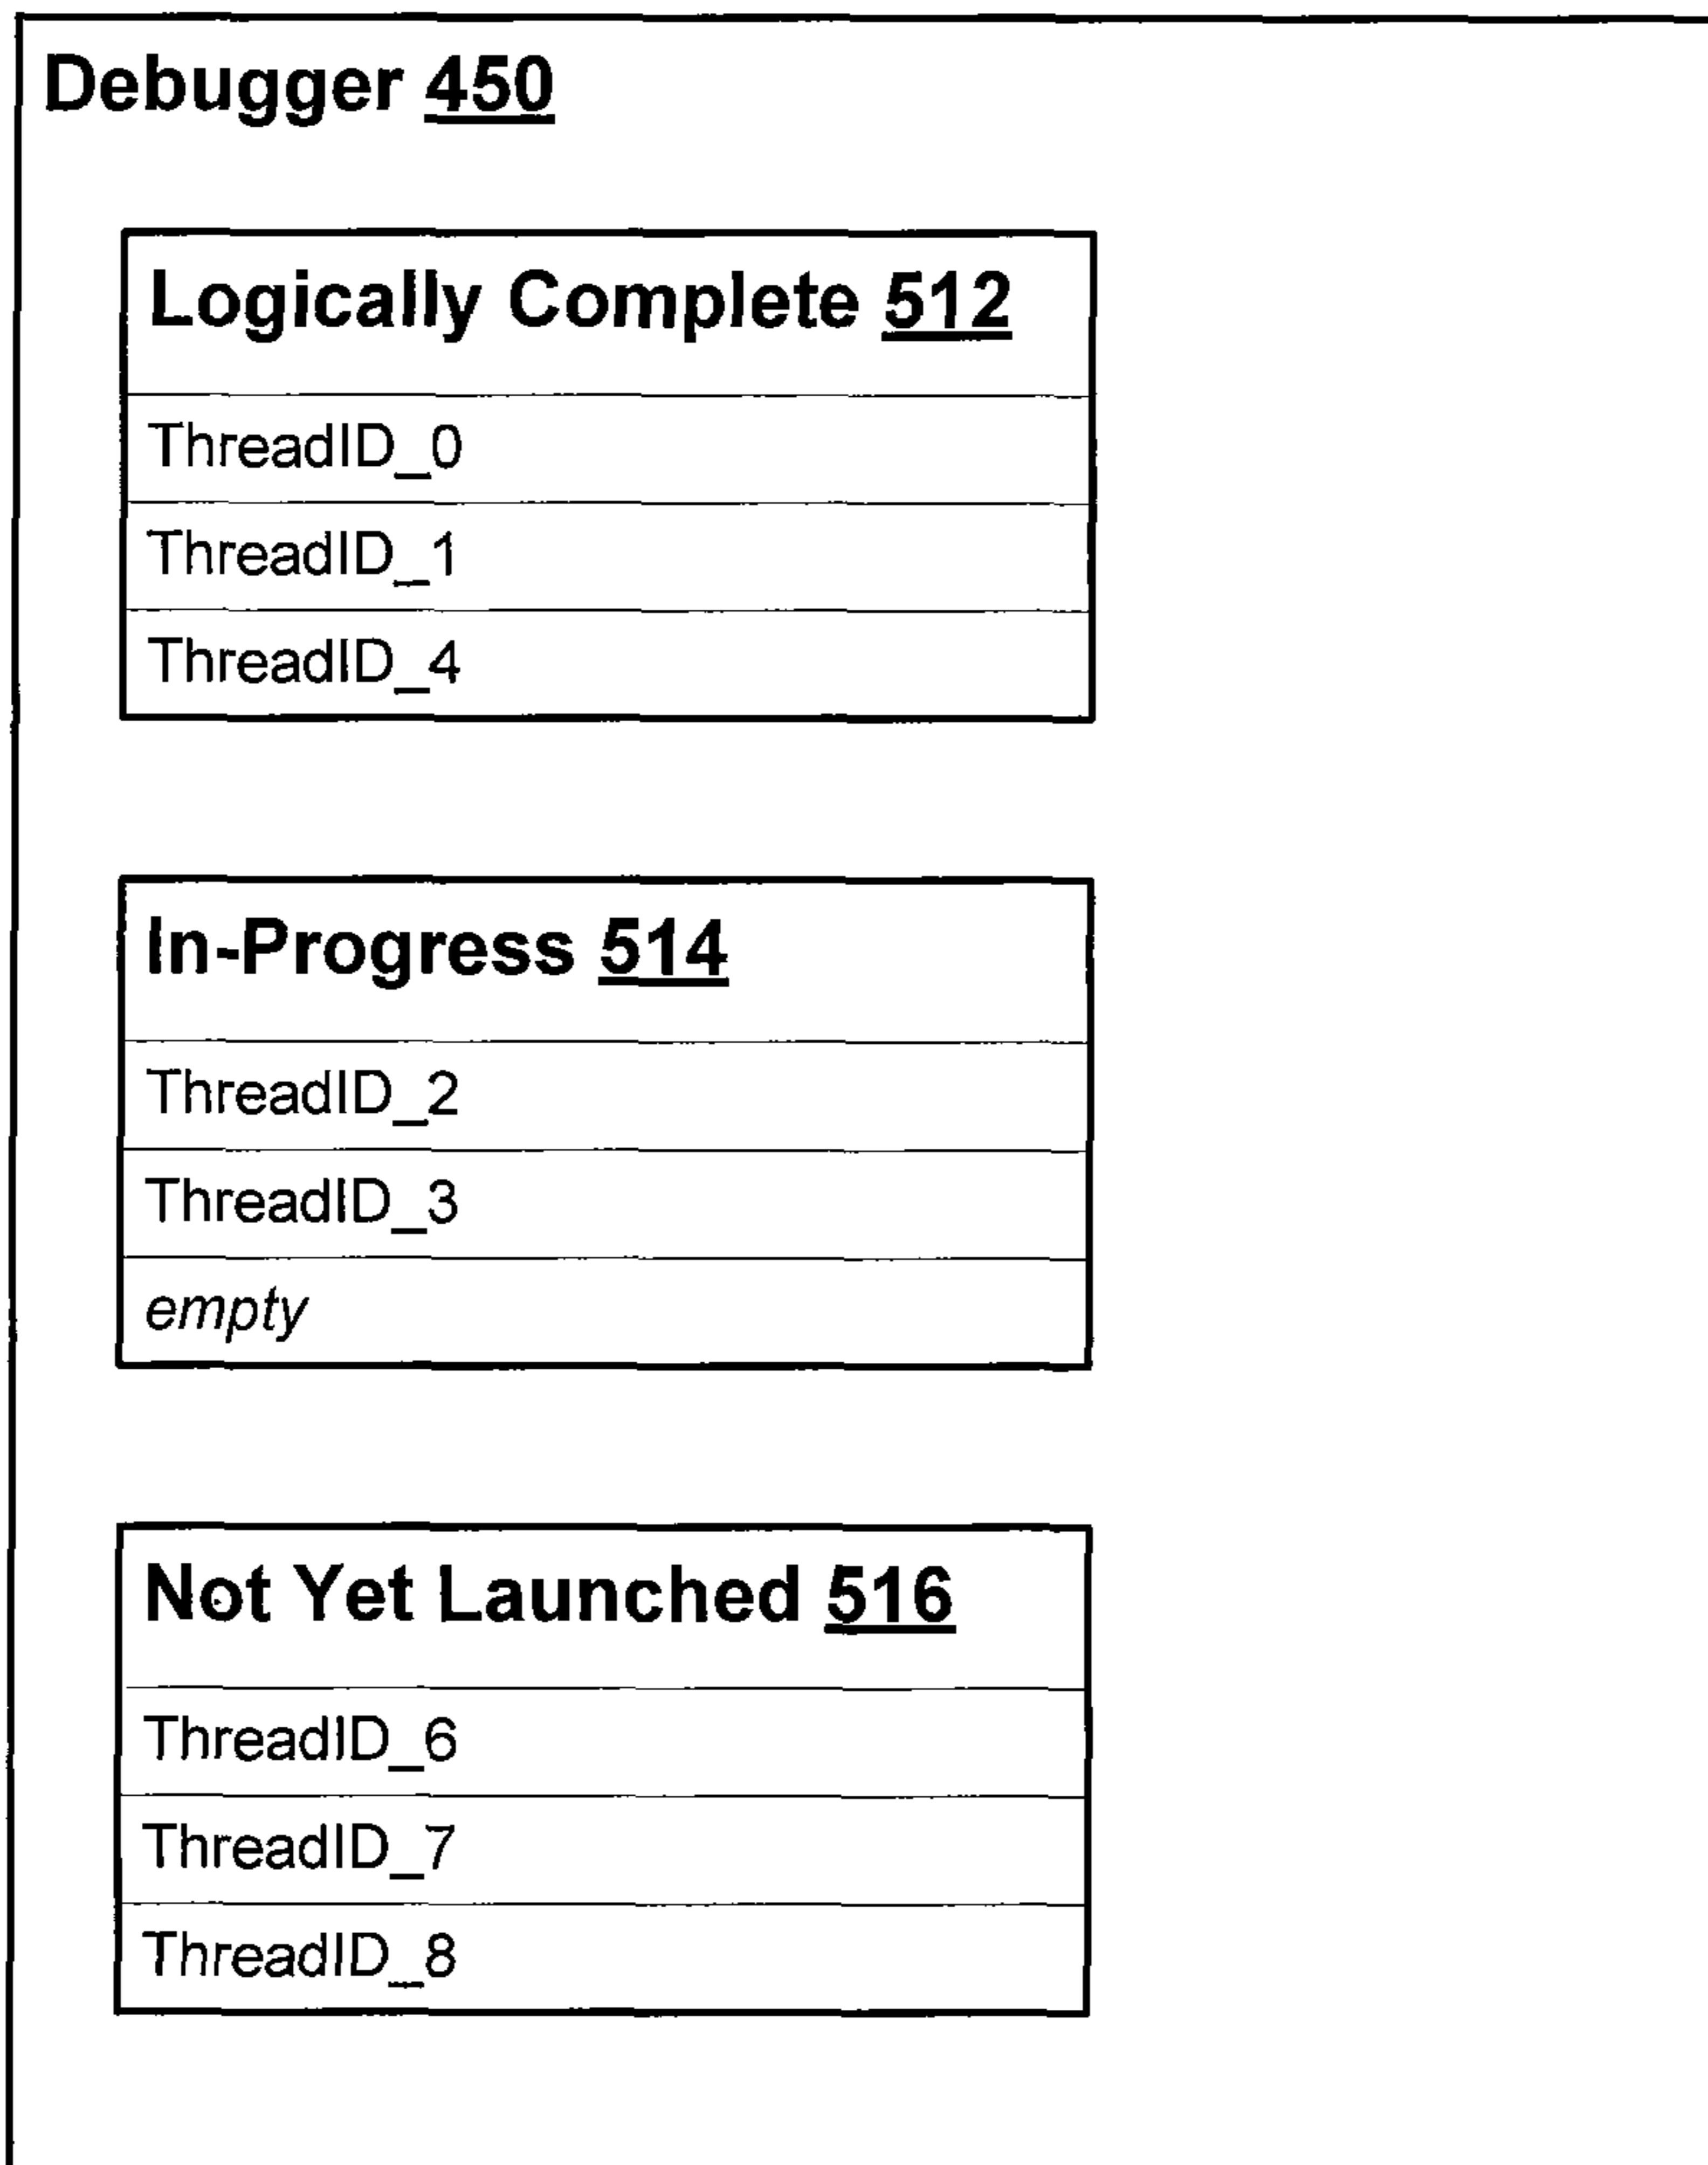 Debugger 450
Logically Complete 512
ThreadID_0
ThreadID_1
ThreadID_4
In-Progress 514
ThreadID_2
ThreadID_3
empty
Not Yet Launched 516
ThreadID_6
ThreadID_7
ThreadID_8